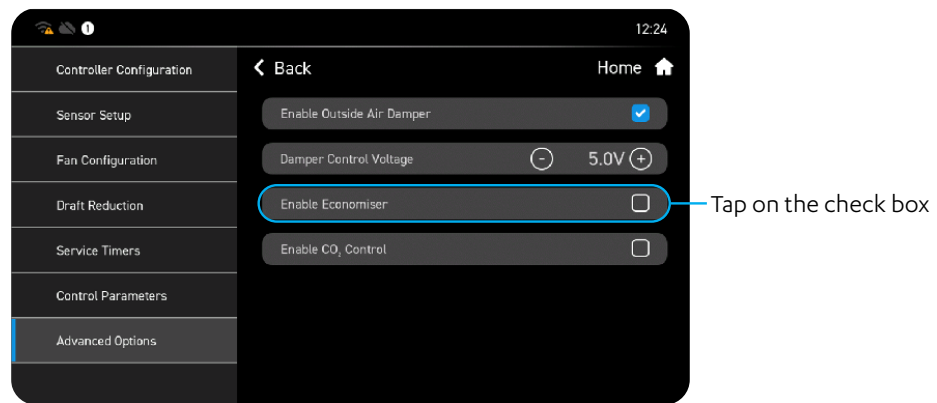 1 12:24
Controller Configuration
Back Home
Sensor Setup
Enable Outside Air Damper
Fan Configuration
Damper Control Voltage - 5.0V +
Draft Reduction
Enable Economiser
Tap on the check box
Service Timers
Enable CO₂ Control
Control Parameters
Advanced Options